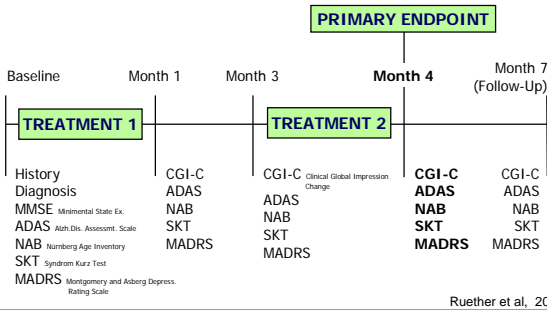 PRIMARY ENDPOINT
Baseline
Month 1
Month 3
Month 4
Month 7
(Follow-Up)
TREATMENT 1
TREATMENT 2
History
Diagnosis
MMSE Minimental State Ex.
ADAS Alzh.Dis. Assessmt. Scale
NAB Nürnberg Age Inventory
SKT Syndrom Kurz Test
MADRS Montgomery and Asberg Depress.
Rating Scale
CGI-C
ADAS
NAB
SKT
MADRS
CGI-C Clinical Global Impression
Change
ADAS
NAB
SKT
MADRS
CGI-C
ADAS
NAB
SKT
MADRS
CGI-C
ADAS
NAB
SKT
MADRS
Ruether et al, 20